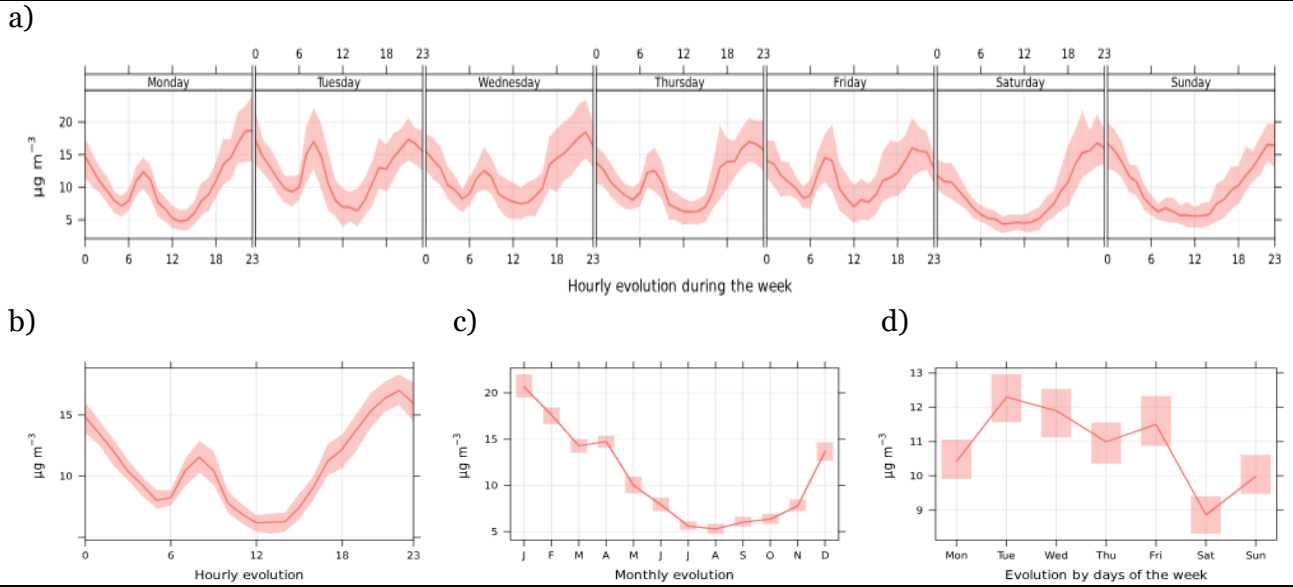 a)
0 6 12 18 23 0 6 12 18 23 0 6 12 18 23
Monday Tuesday Wednesday Thursday Friday Saturday Sunday
µg m⁻³
20
15
10
5
0 6 12 18 23 0 6 12 18 23 0 6 12 18 23 0 6 12 18 23
Hourly evolution during the week
b)
µg m⁻³
15
10
0 6 12 18 23
Hourly evolution
c)
µg m⁻³
20
15
10
5
J F M A M J J A S O N D
Monthly evolution
d)
µg m⁻³
13
12
11
10
9
Mon Tue Wed Thu Fri Sat Sun
Evolution by days of the week